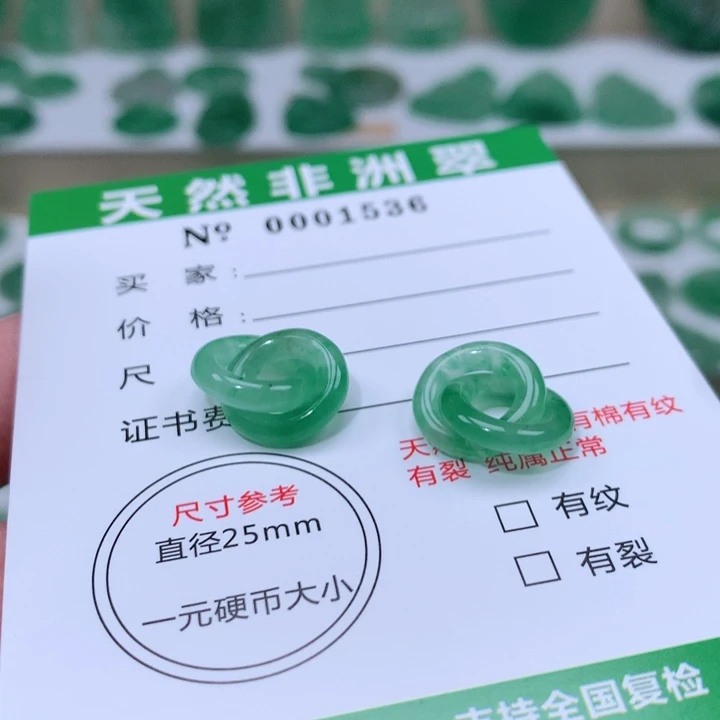 天然非洲翠
Nº 0001536
买 家：
价 格：
尺
证书费
天 有棉有纹
有裂 纯属正常
尺寸参考
直径25mm
一元硬币大小
有纹
有裂
支持全国复检